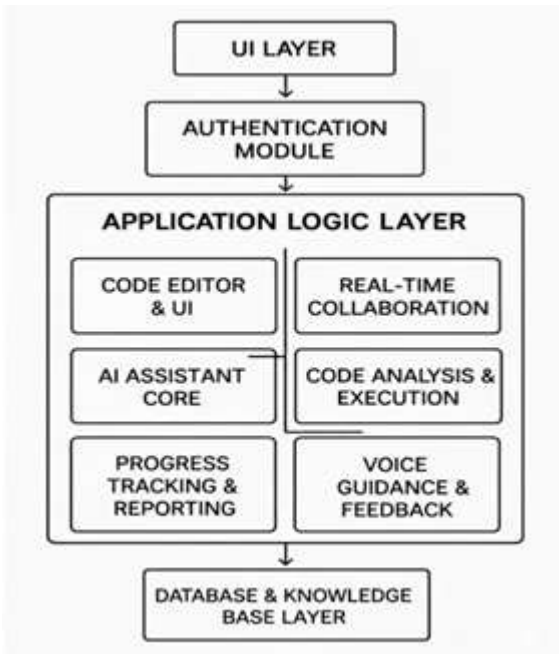 UI LAYER
AUTHENTICATION
MODULE
APPLICATION LOGIC LAYER
CODE EDITOR
& UI
REAL-TIME
COLLABORATION
AI ASSISTANT
CORE
CODE ANALYSIS &
EXECUTION
PROGRESS
TRACKING &
REPORTING
VOICE
GUIDANCE &
FEEDBACK
DATABASE & KNOWLEDGE
BASE LAYER